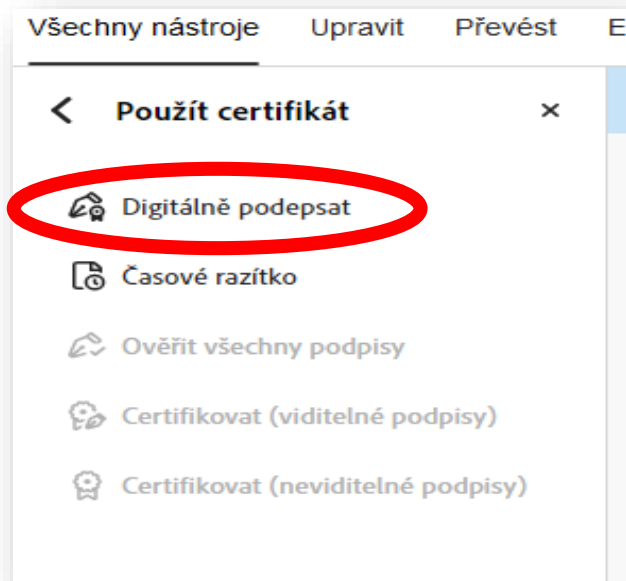 Všechny nástroje Upravit Převést E
Použít certifikát
Digitálně podepsat
Časové razítko
Ověřit všechny podpisy
Certifikovat (viditelné podpisy)
Certifikovat (neviditelné podpisy)